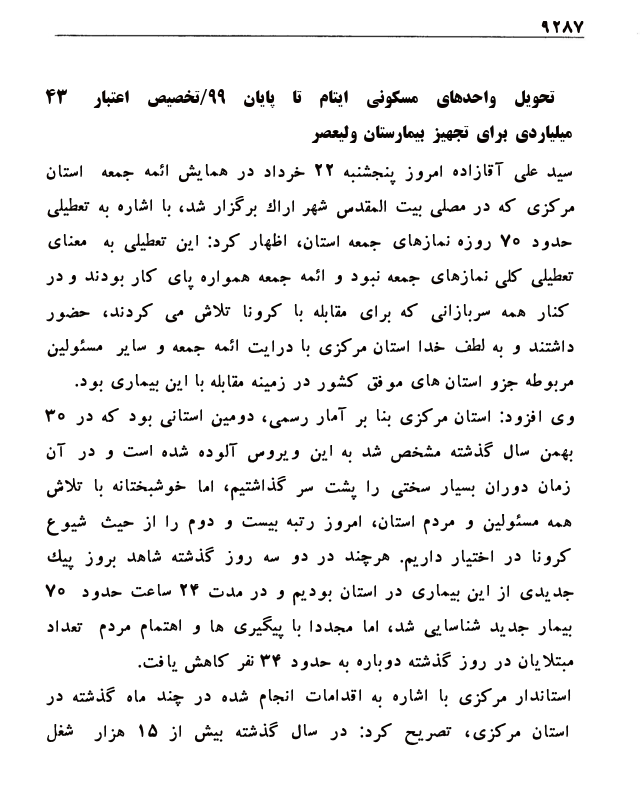 ۹۲۸۷
تحویل واحدهای مسکونی ایتام تا پایان ۹۹/تخصیص اعتبار ۴۳
میلیاردی برای تجهیز بیمارستان ولیعصر
سید علی آقازاده امروز پنجشنبه ۲۲ خرداد در همایش ائمه جمعه استان
مرکزی که در مصلی بیت المقدس شهر اراك برگزار شد، با اشاره به تعطیلی
حدود ۷۰ روزه نمازهای جمعه استان، اظهار کرد: این تعطیلی به معنای
تعطیلی کلی نمازهای جمعه نبود و ائمه جمعه همواره پای کار بودند و در
کنار همه سربازانی که برای مقابله با کرونا تلاش می کردند، حضور
داشتند و به لطف خدا استان مرکزی با درایت ائمه جمعه و سایر مسئولین
مربوطه جزو استان های موفق کشور در زمینه مقابله با این بیماری بود.
وی افزود: استان مرکزی بنا بر آمار رسمی، دومین استانی بود که در ۳۰
بهمن سال گذشته مشخص شد به این ویروس آلوده شده است و در آن
زمان دوران بسیار سختی را پشت سر گذاشتیم، اما خوشبختانه با تلاش
همه مسئولین و مردم استان، امروز رتبه بیست و دوم را از حیث شیوع
کرونا در اختیار داریم. هرچند در دو سه روز گذشته شاهد بروز پیك
جدیدی از این بیماری در استان بودیم و در مدت ۲۴ ساعت حدود ۷۰
بیمار جدید شناسایی شد، اما مجددا با پیگیری ها و اهتمام مردم تعداد
مبتلایان در روز گذشته دوباره به حدود ۳۴ نفر کاهش یافت.
استاندار مرکزی با اشاره به اقدامات انجام شده در چند ماه گذشته در
استان مرکزی، تصریح کرد: در سال گذشته بیش از ۱۵ هزار شغل